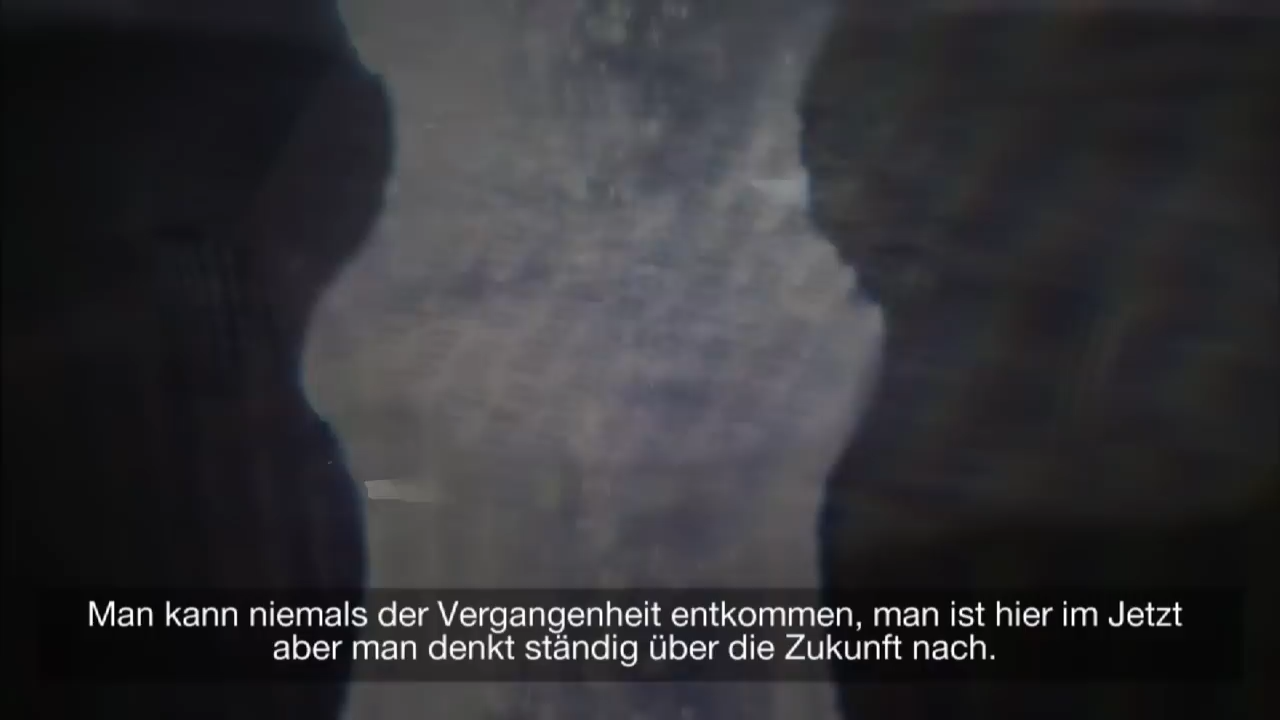 Man kann niemals der Vergangenheit entkommen, man ist hier im Jetzt
aber man denkt ständig über die Zukunft nach.